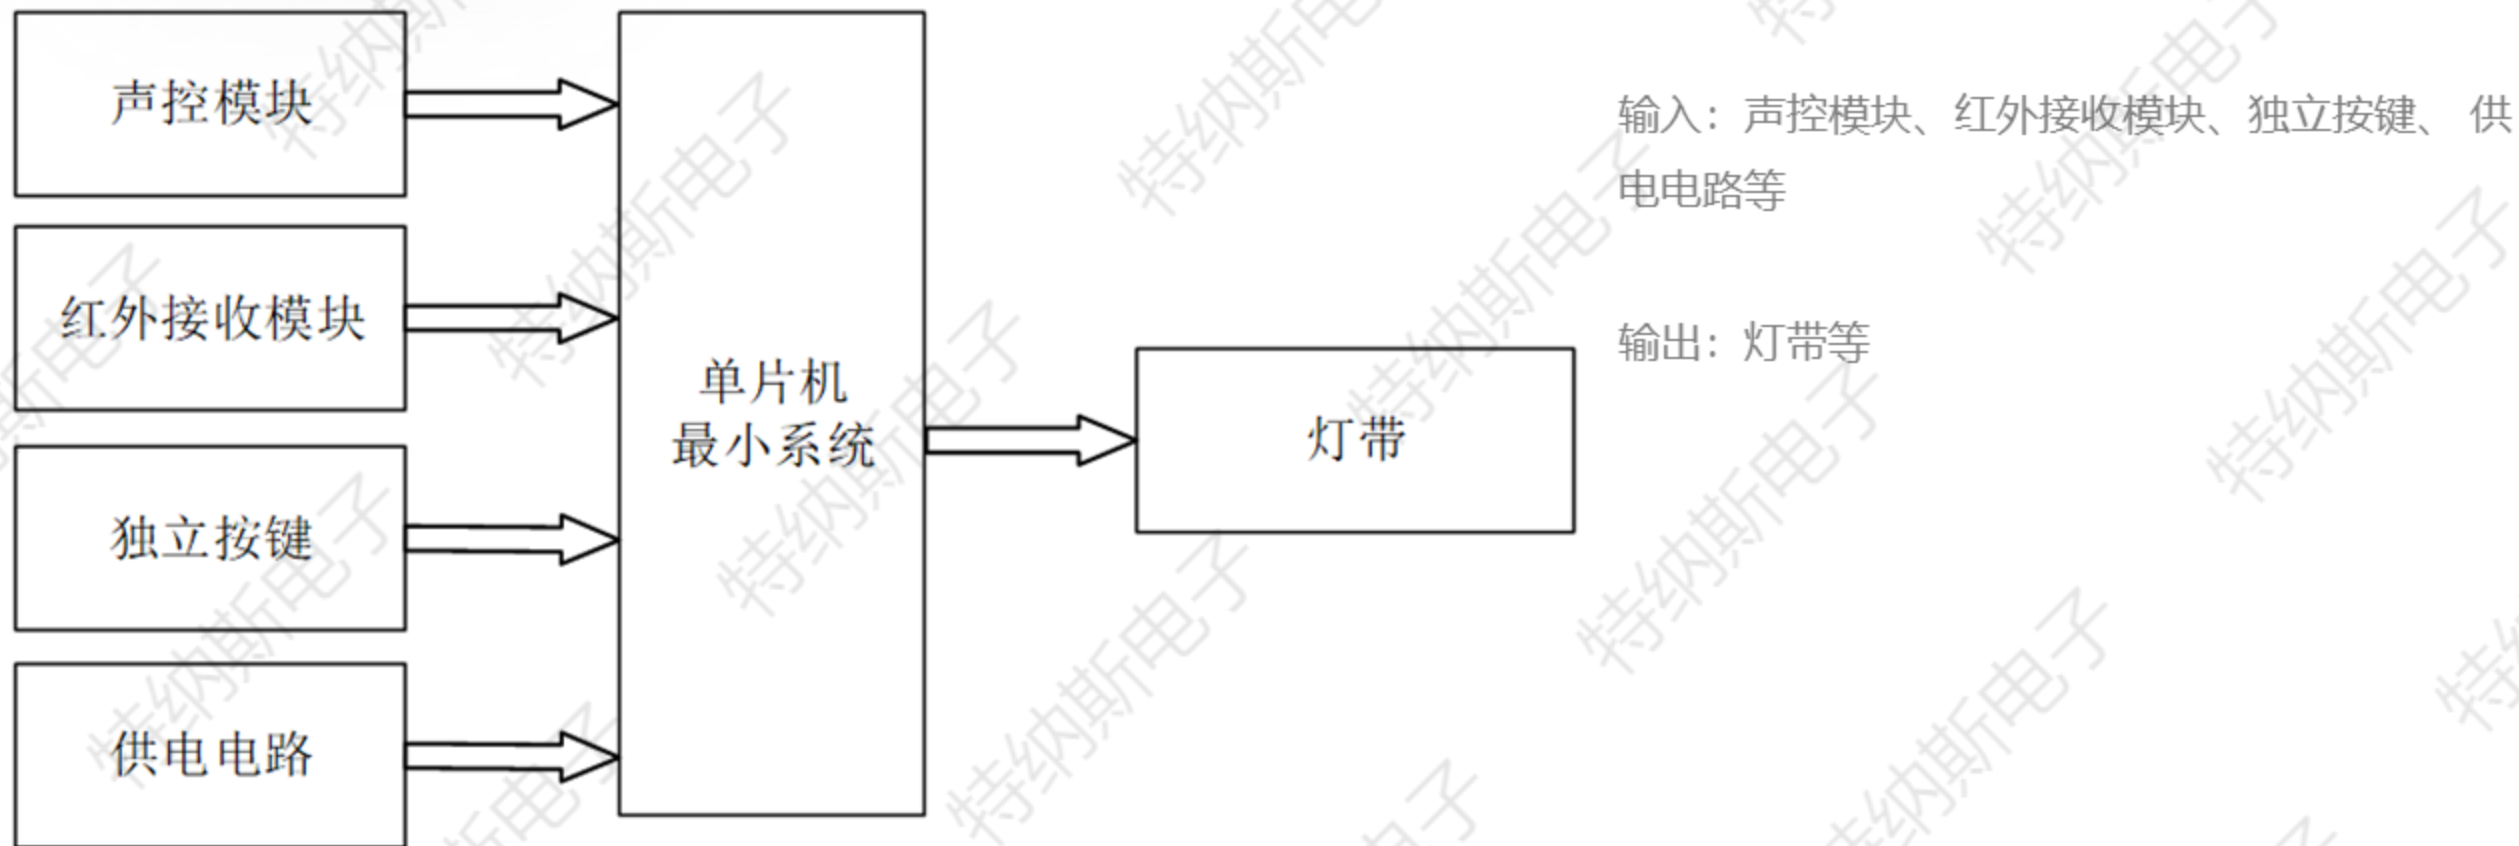 声控模块
红外接收模块
独立按键
供电电路
单片机
最小系统
灯带
输入：声控模块、红外接收模块、独立按键、 供
电电路等
输出：灯带等
特纳斯电子